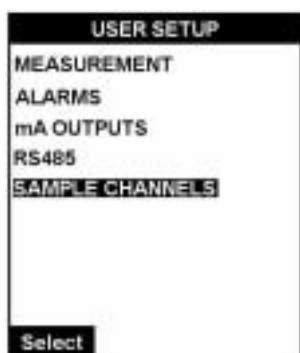 USER SETUP
MEASUREMENT
ALARMS
mA OUTPUTS
RS485
SAMPLE CHANNELS
Select